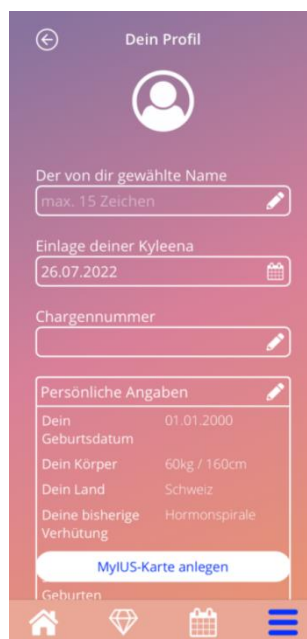 Dein Profil
Der von dir gewählte Name
max. 15 Zeichen
Einlage deiner Kyleena
26.07.2022
Chargennummer
Persönliche Angaben
Dein 01.01.2000
Geburtsdatum
Dein Körper 60kg / 160cm
Dein Land Schweiz
Deine bisherige Hormonspirale
Verhütung
MyIUS-Karte anlegen
Geburten